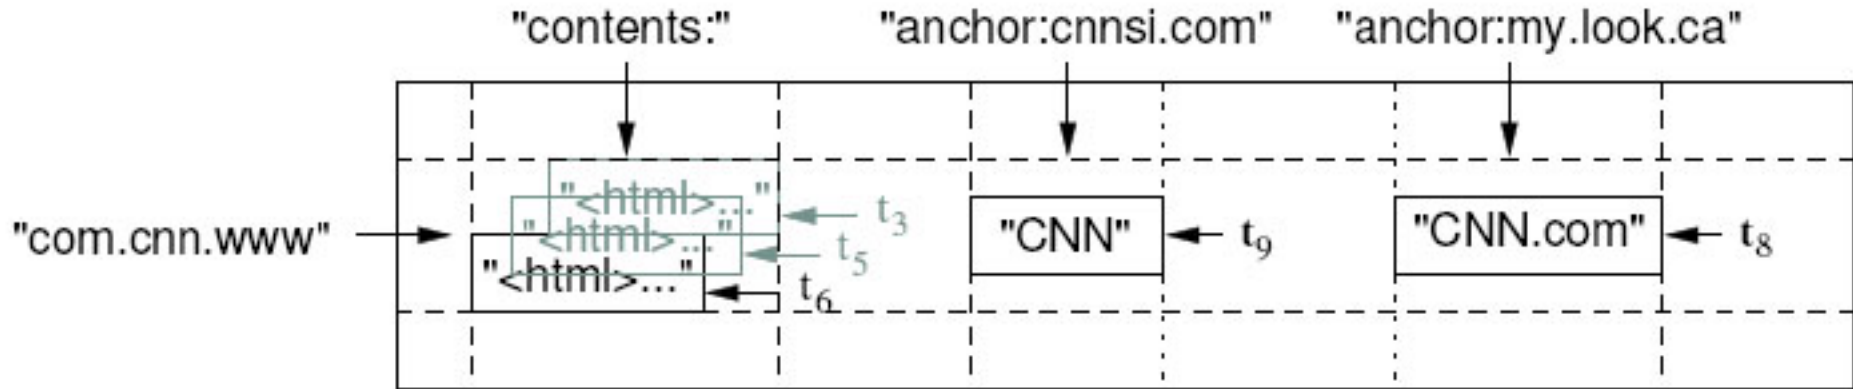 "contents:" "anchor:cnnsi.com" "anchor:my.look.ca"
"<html>..." t3
"com.cnn.www" "<html>..." t5 "CNN" t9 "CNN.com" t8
"<html>..." t6